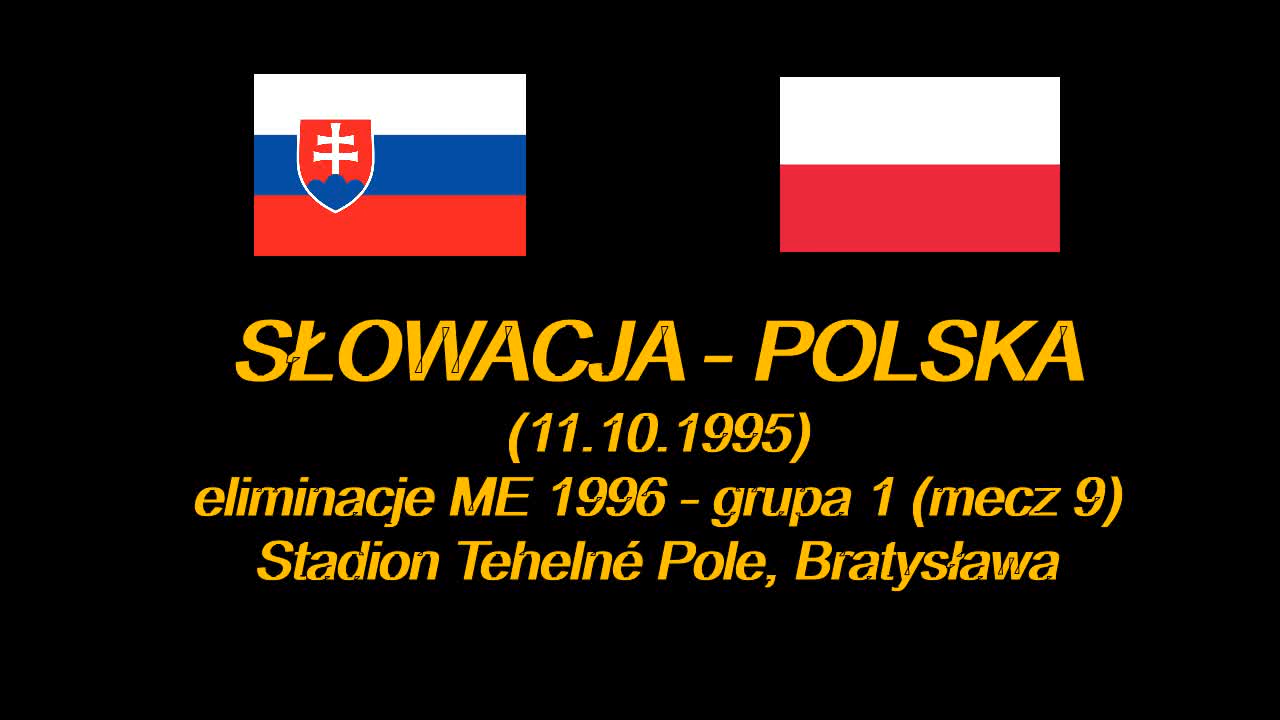 SŁOWACJA - POLSKA
(11.10.1995)
eliminacje ME 1996 - grupa 1 (mecz 9)
Stadion Tehelné Pole, Bratysława